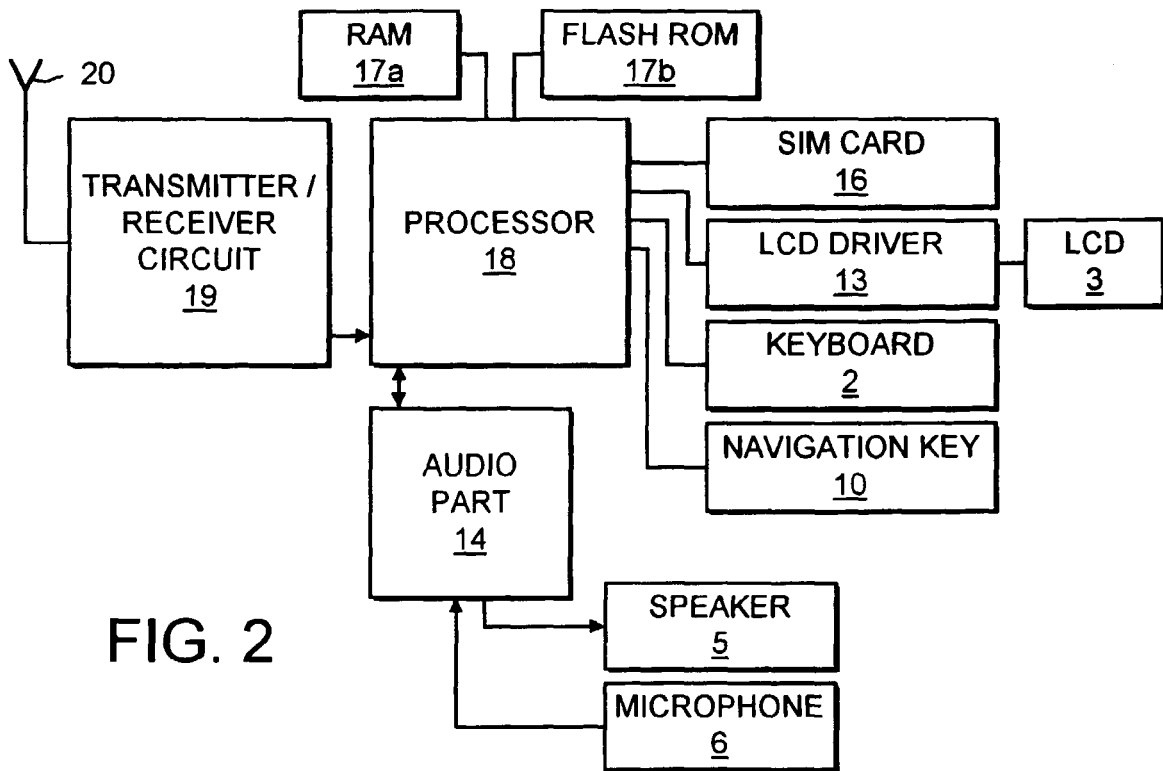 RAM
17a
FLASH ROM
17b
20
TRANSMITTER /
RECEIVER
CIRCUIT
19
PROCESSOR
18
SIM CARD
16
LCD DRIVER
13
LCD
3
KEYBOARD
2
NAVIGATION KEY
10
AUDIO
PART
14
SPEAKER
5
MICROPHONE
6
FIG. 2